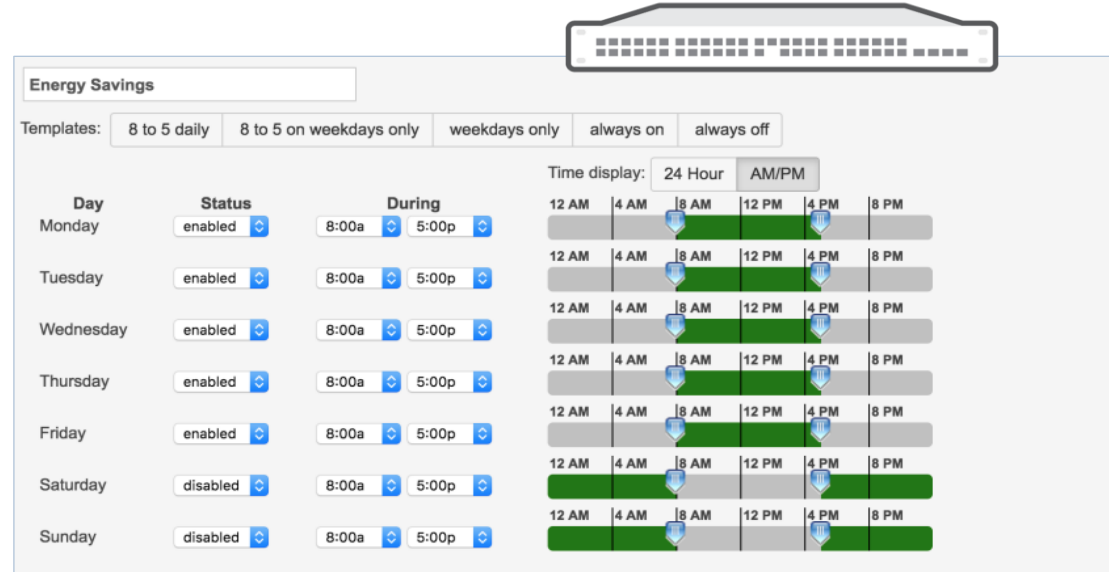 Energy Savings
Templates: 8 to 5 daily 8 to 5 on weekdays only weekdays only always on always off
Time display: 24 Hour AM/PM
Day Status During 12 AM 4 AM 8 AM 12 PM 4 PM 8 PM
Monday enabled 8:00a 5:00p
12 AM 4 AM 8 AM 12 PM 4 PM 8 PM
Tuesday enabled 8:00a 5:00p
12 AM 4 AM 8 AM 12 PM 4 PM 8 PM
Wednesday enabled 8:00a 5:00p
12 AM 4 AM 8 AM 12 PM 4 PM 8 PM
Thursday enabled 8:00a 5:00p
12 AM 4 AM 8 AM 12 PM 4 PM 8 PM
Friday enabled 8:00a 5:00p
12 AM 4 AM 8 AM 12 PM 4 PM 8 PM
Saturday disabled 8:00a 5:00p
12 AM 4 AM 8 AM 12 PM 4 PM 8 PM
Sunday disabled 8:00a 5:00p